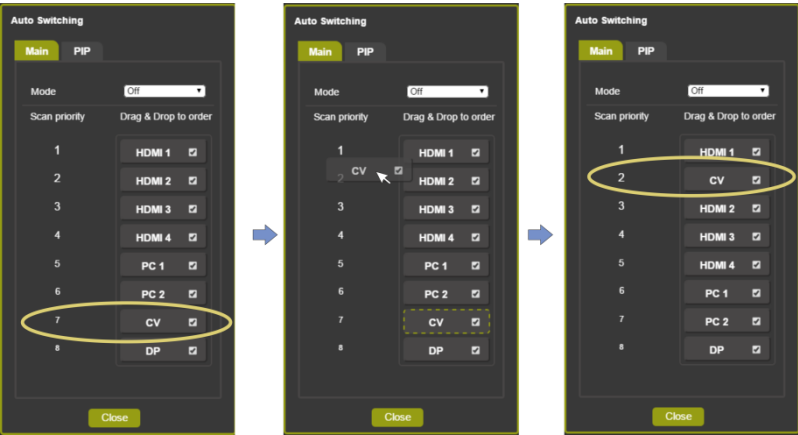 Auto Switching
Main PIP
Mode Off
Scan priority Drag & Drop to order
1 HDMI 1
2 HDMI 2
3 HDMI 3
4 HDMI 4
5 PC 1
6 PC 2
7 CV
8 DP
Close
Auto Switching
Main PIP
Mode Off
Scan priority Drag & Drop to order
1 HDMI 1
CV
2 HDMI 2
3 HDMI 3
4 HDMI 4
5 PC 1
6 PC 2
7 CV
8 DP
Close
Auto Switching
Main PIP
Mode Off
Scan priority Drag & Drop to order
1 HDMI 1
2 CV
3 HDMI 2
4 HDMI 3
5 HDMI 4
6 PC 1
7 PC 2
8 DP
Close